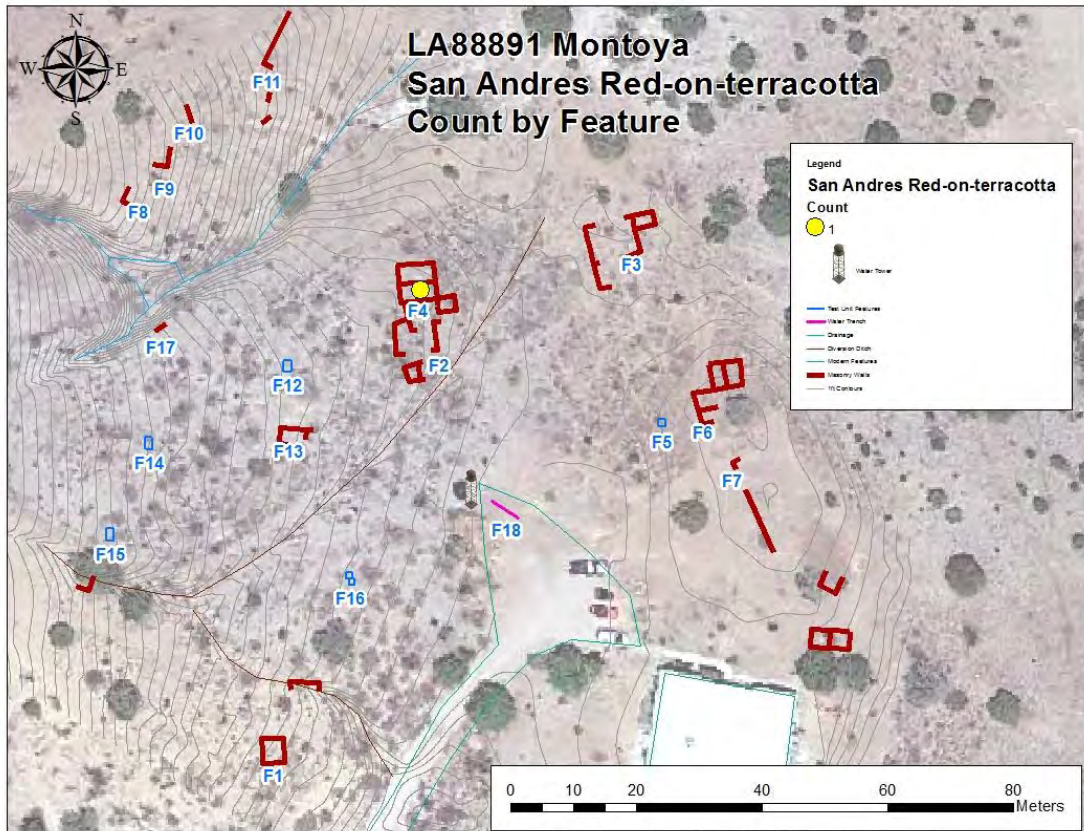 N
W E
S
LA88891 Montoya
San Andres Red-on-terracotta
Count by Feature
F11
F10
F9
F8
F17
F4
F2
F3
F12
F13
F14
F15
F16
F5
F6
F7
F18
F1
Legend
San Andres Red-on-terracotta
Count
1
Water Tower
Test Unit Features
Water Trench
Drainage
Diversion Ditch
Modern Features
Masonry Walls
0 10 20 40 60 80
Meters